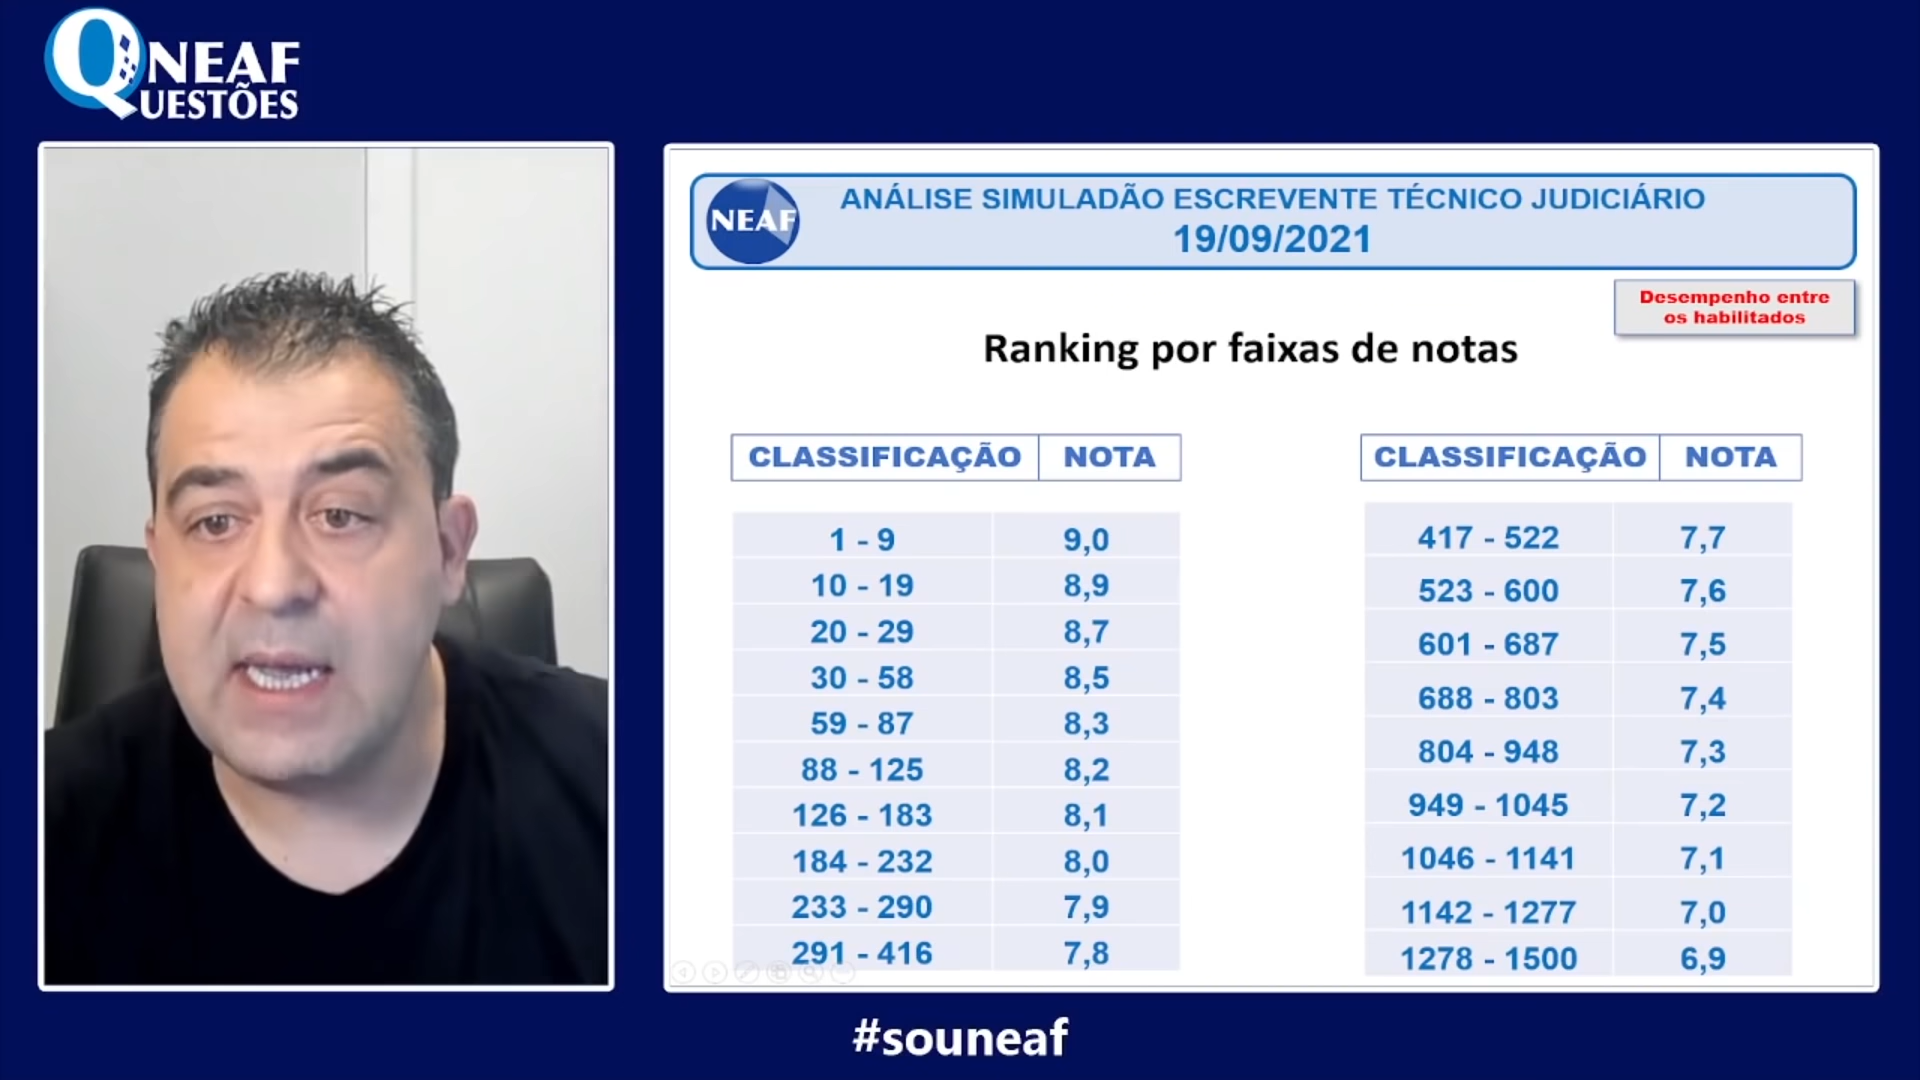 QNEAF
QUESTÕES
NEAF
ANÁLISE SIMULADÃO ESCREVENTE TÉCNICO JUDICIÁRIO
19/09/2021
Desempenho entre
os habilitados
Ranking por faixas de notas
CLASSIFICAÇÃO NOTA
1 - 9 9,0
10 - 19 8,9
20 - 29 8,7
30 - 58 8,5
59 - 87 8,3
88 - 125 8,2
126 - 183 8,1
184 - 232 8,0
233 - 290 7,9
291 - 416 7,8
CLASSIFICAÇÃO NOTA
417 - 522 7,7
523 - 600 7,6
601 - 687 7,5
688 - 803 7,4
804 - 948 7,3
949 - 1045 7,2
1046 - 1141 7,1
1142 - 1277 7,0
1278 - 1500 6,9
#souneaf